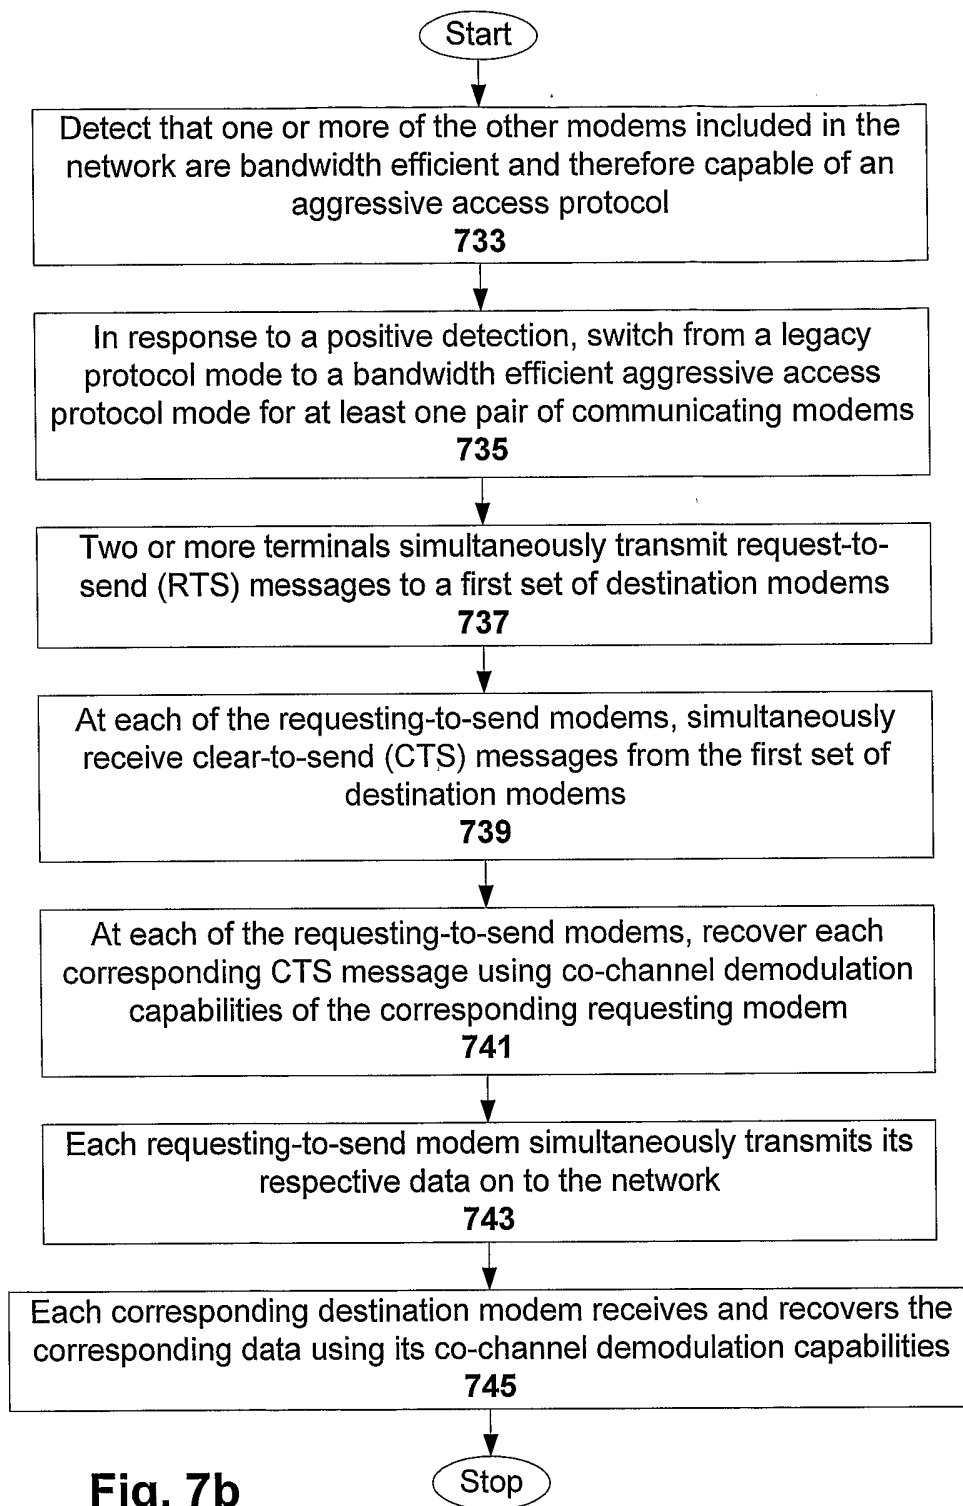 Start
Detect that one or more of the other modems included in the
network are bandwidth efficient and therefore capable of an
aggressive access protocol
733
In response to a positive detection, switch from a legacy
protocol mode to a bandwidth efficient aggressive access
protocol mode for at least one pair of communicating modems
735
Two or more terminals simultaneously transmit request-to-
send (RTS) messages to a first set of destination modems
737
At each of the requesting-to-send modems, simultaneously
receive clear-to-send (CTS) messages from the first set of
destination modems
739
At each of the requesting-to-send modems, recover each
corresponding CTS message using co-channel demodulation
capabilities of the corresponding requesting modem
741
Each requesting-to-send modem simultaneously transmits its
respective data on to the network
743
Each corresponding destination modem receives and recovers the
corresponding data using its co-channel demodulation capabilities
745
Stop
Fig. 7b